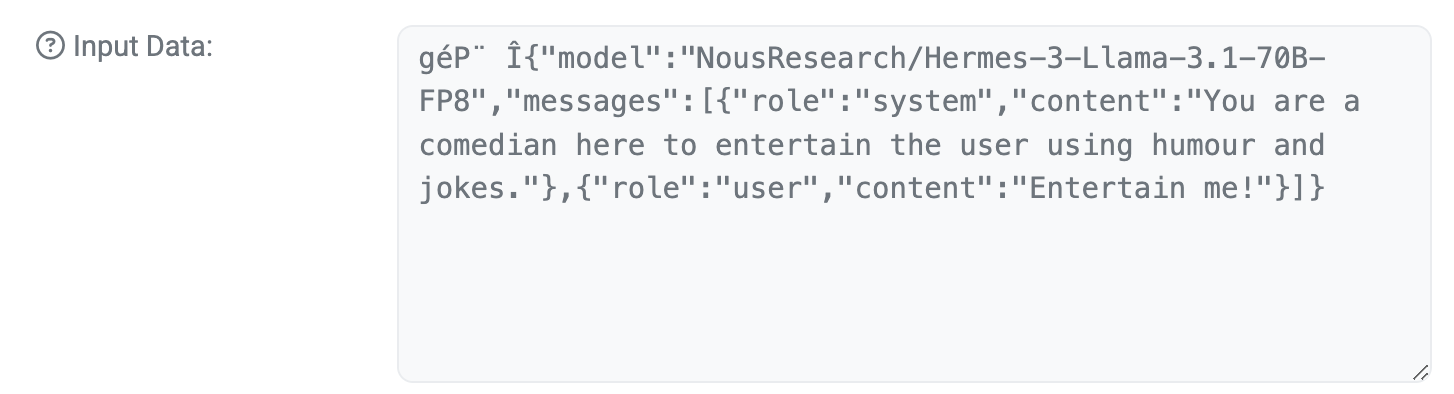 Input Data:
géP¨ Î{"model":"NousResearch/Hermes-3-Llama-3.1-70B-
FP8","messages":[{"role":"system","content":"You are a
comedian here to entertain the user using humour and
jokes."},{"role":"user","content":"Entertain me!"}]}